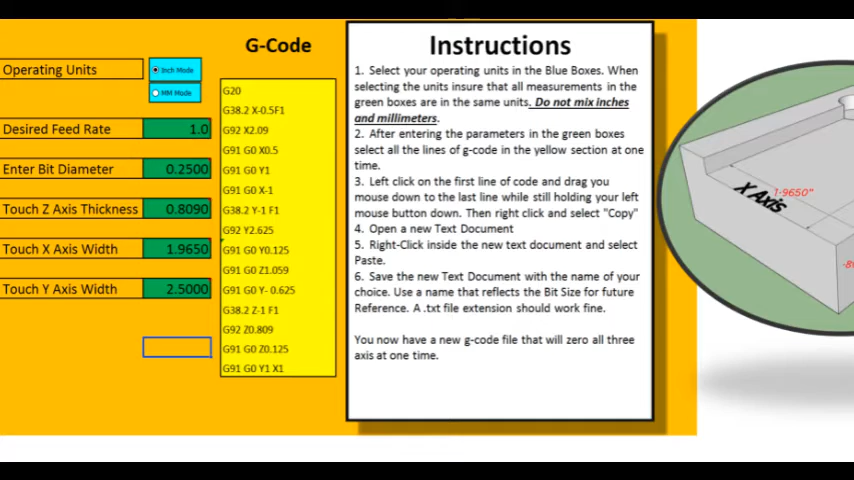 G-Code
Operating Units
Inch Mode
MM Mode
Desired Feed Rate
1.0
Enter Bit Diameter
0.2500
Touch Z Axis Thickness
0.8090
Touch X Axis Width
1.9650
Touch Y Axis Width
2.5000
G20
G38.2 X-0.5F1
G92 X2.09
G91 G0 X0.5
G91 G0 Y1
G91 G0 X-1
G38.2 Y-1 F1
G92 Y2.625
G91 G0 Y0.125
G91 G0 Z1.059
G91 G0 Y- 0.625
G38.2 Z-1 F1
G92 Z0.809
G91 G0 Z0.125
G91 G0 Y1 X1
Instructions
1. Select your operating units in the Blue Boxes. When
selecting the units insure that all measurements in the
green boxes are in the same units. Do not mix inches
and millimeters.
2. After entering the parameters in the green boxes
select all the lines of g-code in the yellow section at one
time.
3. Left click on the first line of code and drag you
mouse down to the last line while still holding your left
mouse button down. Then right click and select "Copy"
4. Open a new Text Document
5. Right-Click inside the new text document and select
Paste.
6. Save the new Text Document with the name of your
choice. Use a name that reflects the Bit Size for future
Reference. A .txt file extension should work fine.
You now have a new g-code file that will zero all three
axis at one time.
X Axis
1.9650"